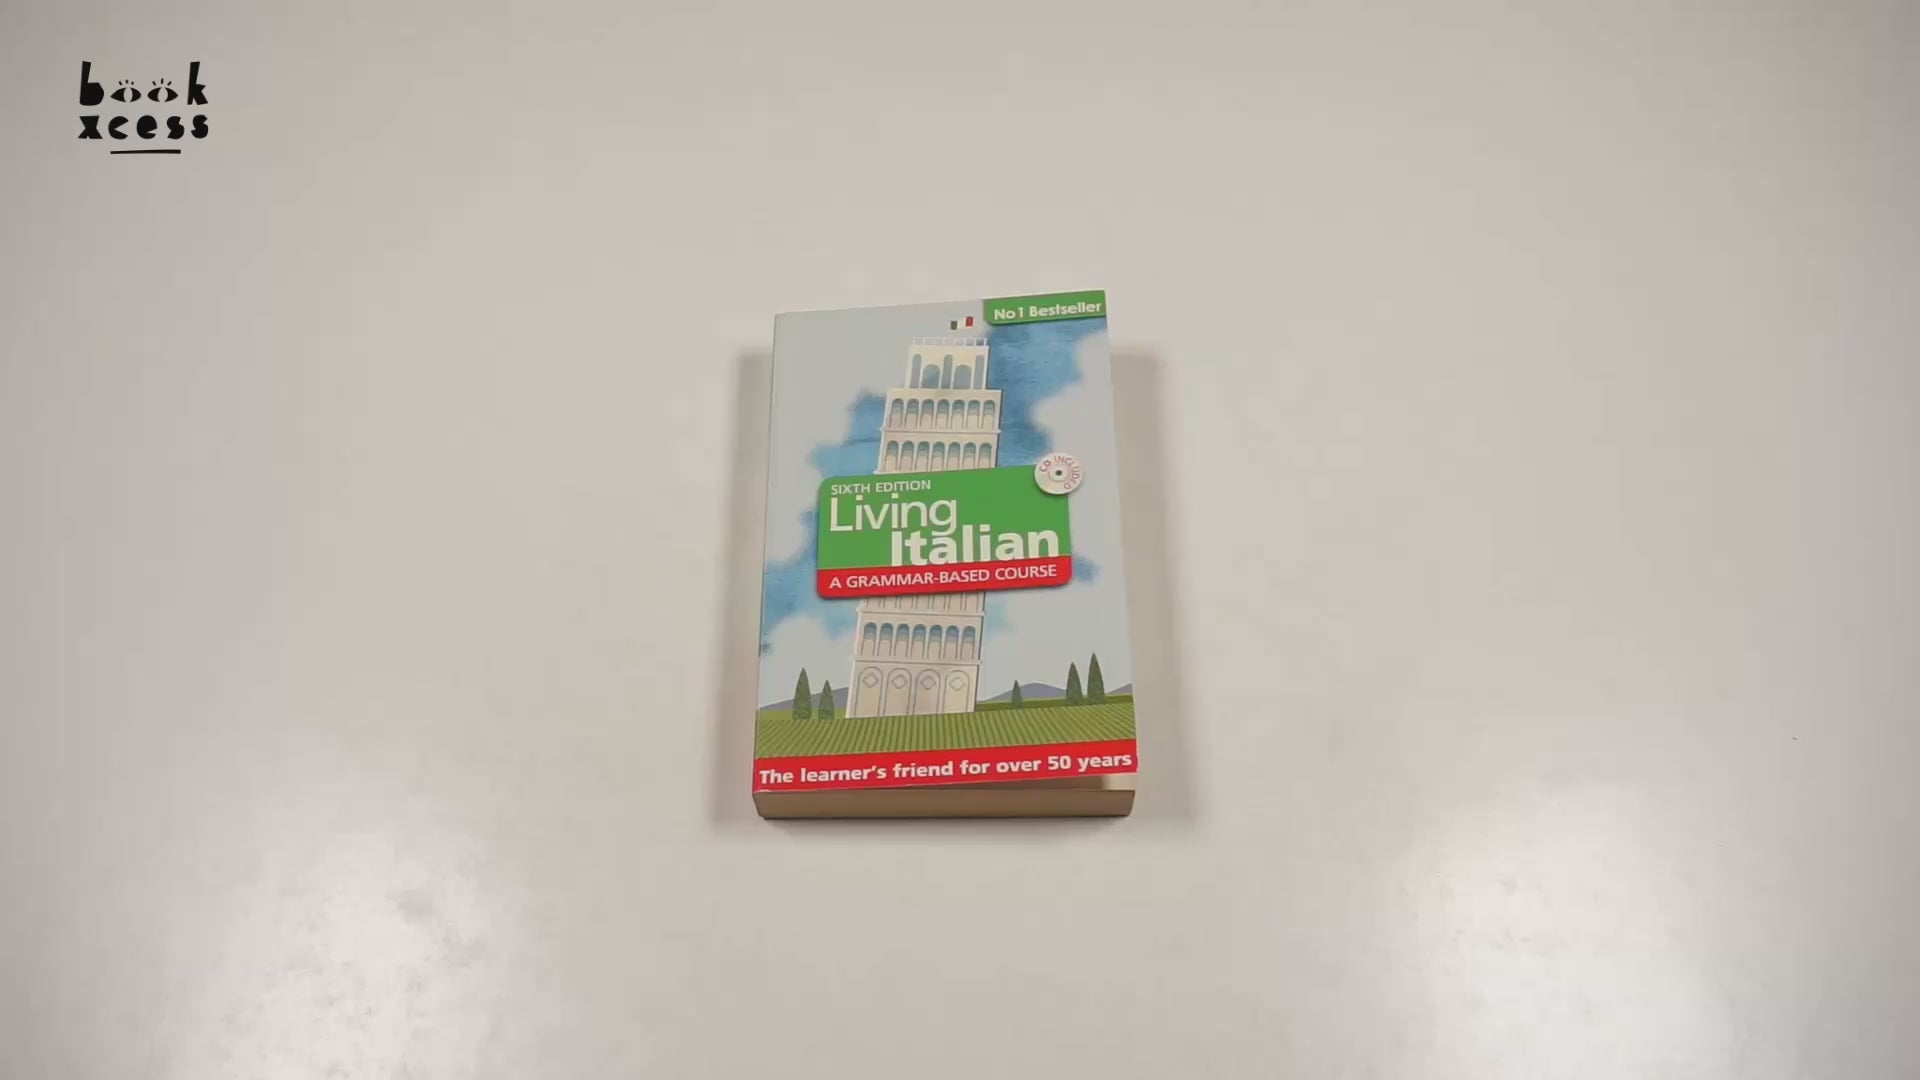 book
xcess
No1 Bestseller
CD INCLUDED
SIXTH EDITION
Living
Italian
A GRAMMAR-BASED COURSE
The learner's friend for over 50 years